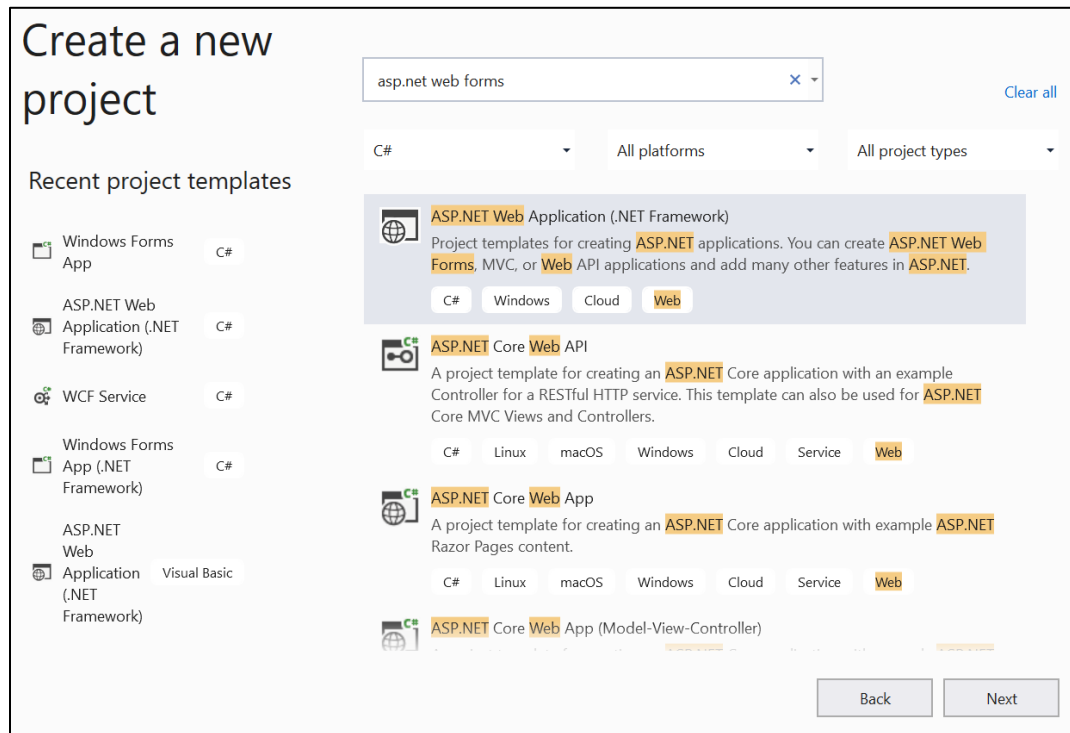 Create a new
project
asp.net web forms
Clear all
C#
All platforms
All project types
Recent project templates
Windows Forms
App
C#
ASP.NET Web
Application (.NET
Framework)
C#
WCF Service
C#
Windows Forms
App (.NET
Framework)
C#
ASP.NET
Web
Application
(.NET
Framework)
Visual Basic
ASP.NET Web Application (.NET Framework)
Project templates for creating ASP.NET applications. You can create ASP.NET Web
Forms, MVC, or Web API applications and add many other features in ASP.NET.
C# Windows Cloud Web
ASP.NET Core Web API
A project template for creating an ASP.NET Core application with an example
Controller for a RESTful HTTP service. This template can also be used for ASP.NET
Core MVC Views and Controllers.
C# Linux macOS Windows Cloud Service Web
ASP.NET Core Web App
A project template for creating an ASP.NET Core application with example ASP.NET
Razor Pages content.
C# Linux macOS Windows Cloud Service Web
ASP.NET Core Web App (Model-View-Controller)
Back
Next